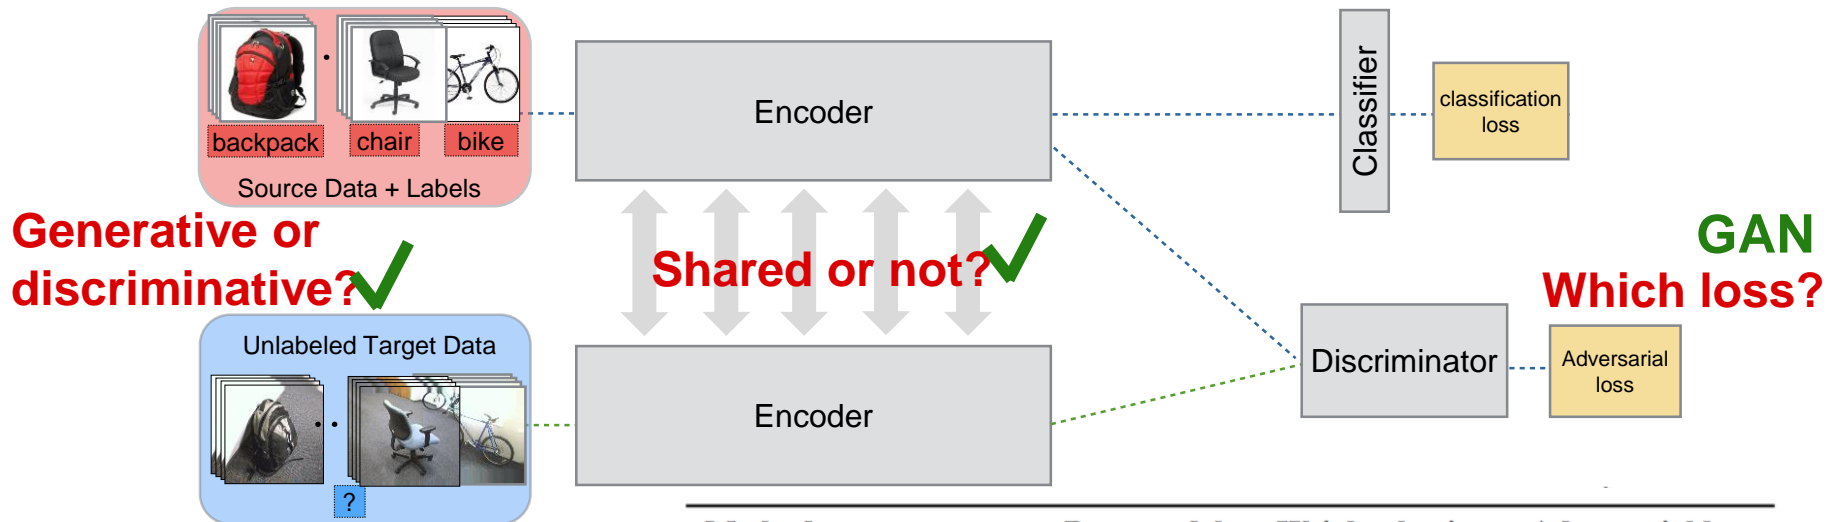 backpack
chair
bike
Source Data + Labels
Encoder
Classifier
classification
loss
Generative or
discriminative?
Shared or not?
GAN
Which loss?
Unlabeled Target Data
?
Encoder
Discriminator
Adversarial
loss